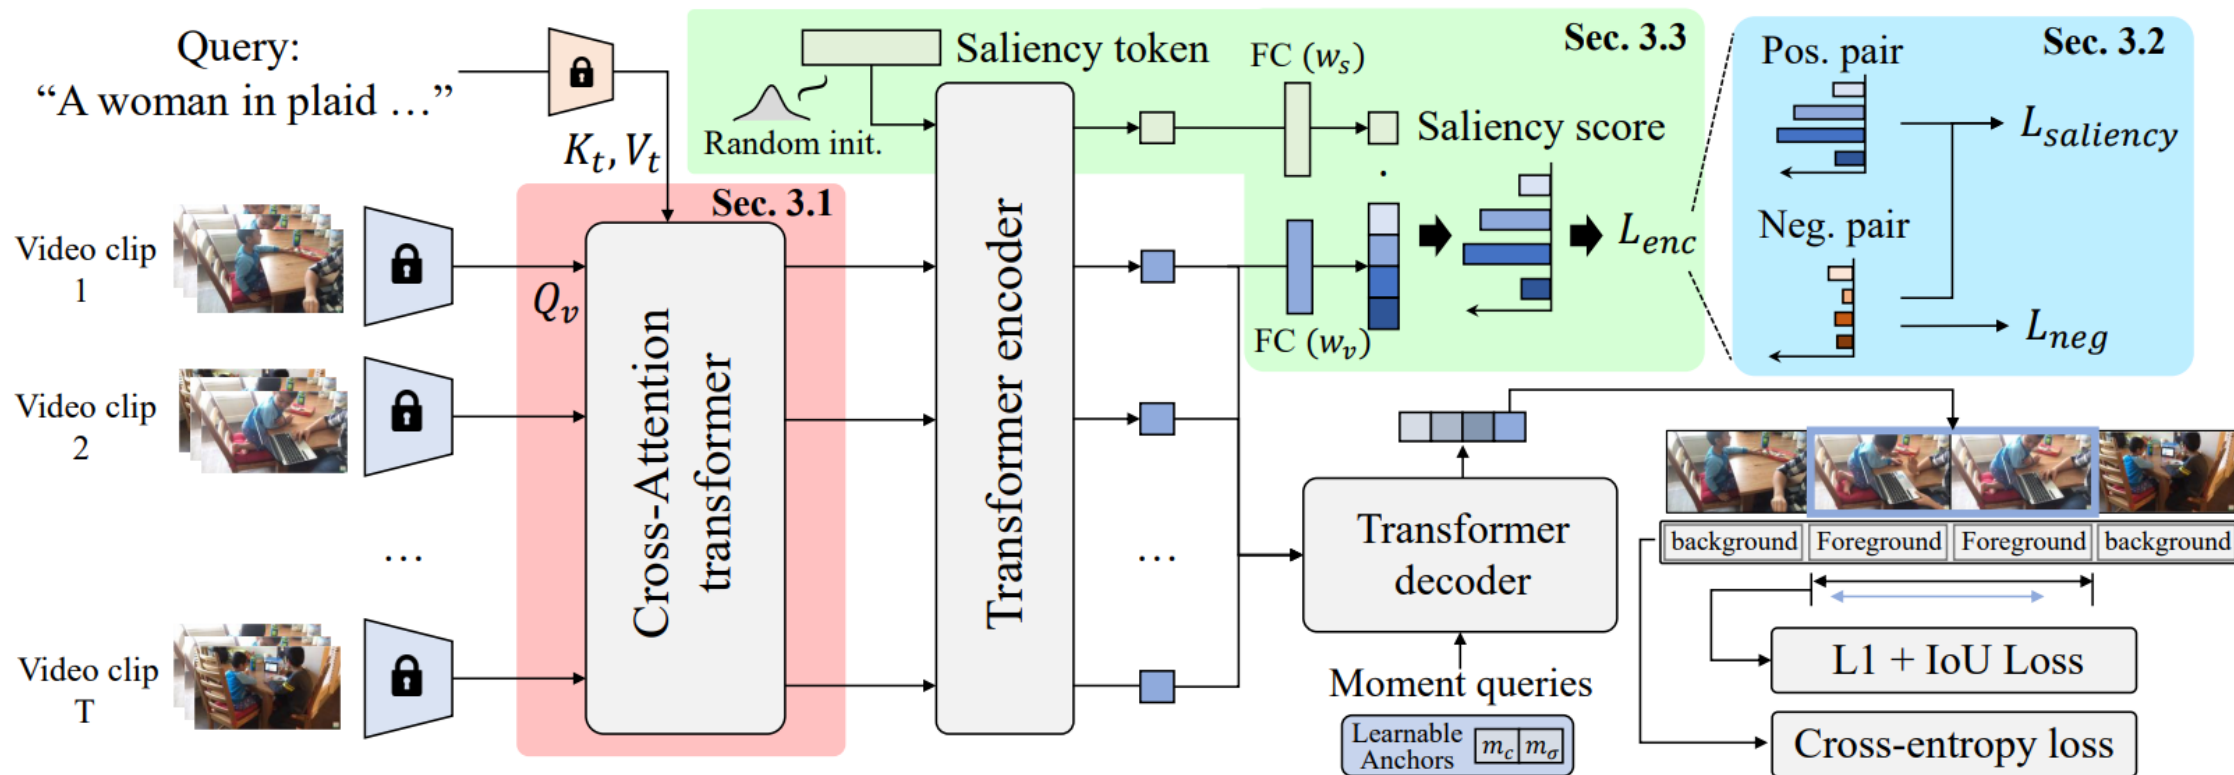 Query:
“A woman in plaid …”
K_t, V_t
Saliency token
Random init.
FC (w_s)
Sec. 3.3
Saliency score
L_enc
FC (w_v)
Sec. 3.2
Pos. pair
L_saliency
Neg. pair
L_neg
Sec. 3.1
Video clip
1
Q_v
Video clip
2
…
Video clip
T
Cross-Attention
transformer
Transformer encoder
…
Transformer
decoder
Moment queries
Learnable
Anchors
m_c m_σ
background Foreground Foreground background
L1 + IoU Loss
Cross-entropy loss